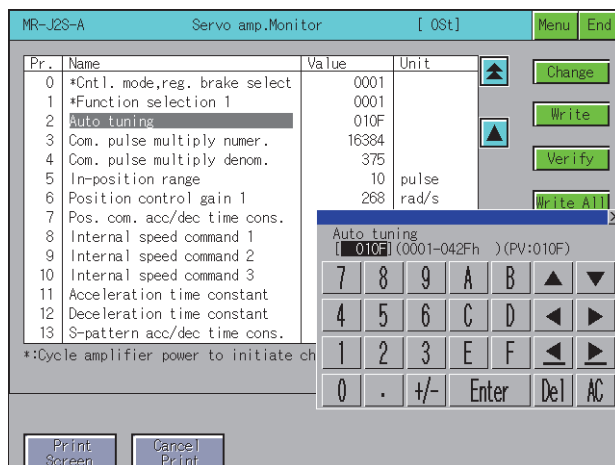 MR-J2S-A Servo amp.Monitor [ 0St] Menu End
Pr. Name Value Unit
0 *Cntl. mode,reg. brake select 0001
1 *Function selection 1 0001
2 Auto tuning 010F
3 Com. pulse multiply numer. 16384
4 Com. pulse multiply denom. 375
5 In-position range 10 pulse
6 Position control gain 1 268 rad/s
7 Pos. com. acc/dec time cons.
8 Internal speed command 1
9 Internal speed command 2
10 Internal speed command 3
11 Acceleration time constant
12 Deceleration time constant
13 S-pattern acc/dec time cons.
*:Cycle amplifier power to initiate ch
Change
Write
Verify
Write All
Auto tuning
[ 010F](0001-042Fh )(PV:010F)
7 8 9 A B ▲ ▼
4 5 6 C D ◀ ▶
1 2 3 E F ◀ ▶
0 . +/- Enter Del AC
Print
Screen
Cancel
Print